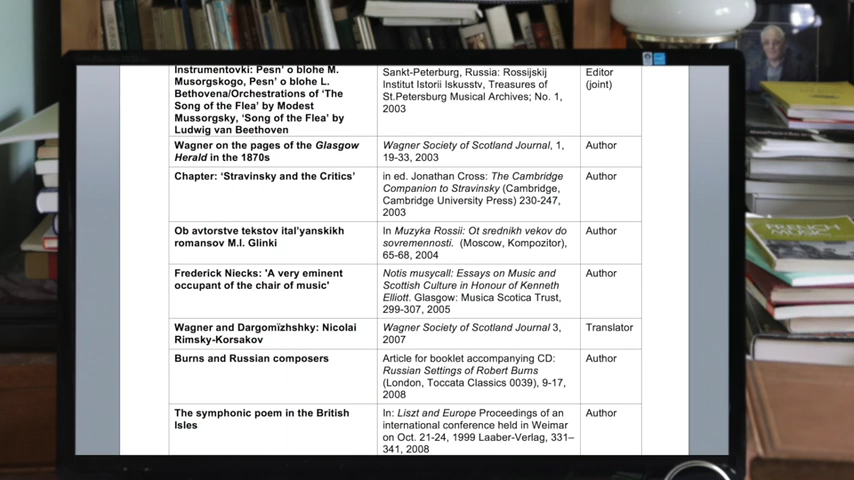 Instrumentovki: Pesn' o blohe M.
Musorgskogo, Pesn' o blohe L.
Bethovena/Orchestrations of ‘The
Song of the Flea’ by Modest
Mussorgsky, ‘Song of the Flea’ by
Ludwig van Beethoven
Sankt-Peterburg, Russia: Rossijskij
Institut Istorii Iskusstv, Treasures of
St.Petersburg Musical Archives; No. 1,
2003
Editor
(joint)
Wagner on the pages of the Glasgow
Herald in the 1870s
Wagner Society of Scotland Journal, 1,
19-33, 2003
Author
Chapter: ‘Stravinsky and the Critics’
in ed. Jonathan Cross: The Cambridge
Companion to Stravinsky (Cambridge,
Cambridge University Press) 230-247,
2003
Author
Ob avtorstve tekstov ital’yanskikh
romansov M.I. Glinki
In Muzyka Rossii: Ot srednikh vekov do
sovremennosti. (Moscow, Kompozitor),
65-68, 2004
Author
Frederick Niecks: 'A very eminent
occupant of the chair of music'
Notis musycall: Essays on Music and
Scottish Culture in Honour of Kenneth
Elliott. Glasgow: Musica Scotica Trust,
299-307, 2005
Author
Wagner and Dargomïzhshky: Nicolai
Rimsky-Korsakov
Wagner Society of Scotland Journal 3,
2007
Translator
Burns and Russian composers
Article for booklet accompanying CD:
Russian Settings of Robert Burns
(London, Toccata Classics 0039), 9-17,
2008
Author
The symphonic poem in the British
Isles
In: Liszt and Europe Proceedings of an
international conference held in Weimar
on Oct. 21-24, 1999 Laaber-Verlag, 331–
341, 2008
Author
FRENCH
MUSIC